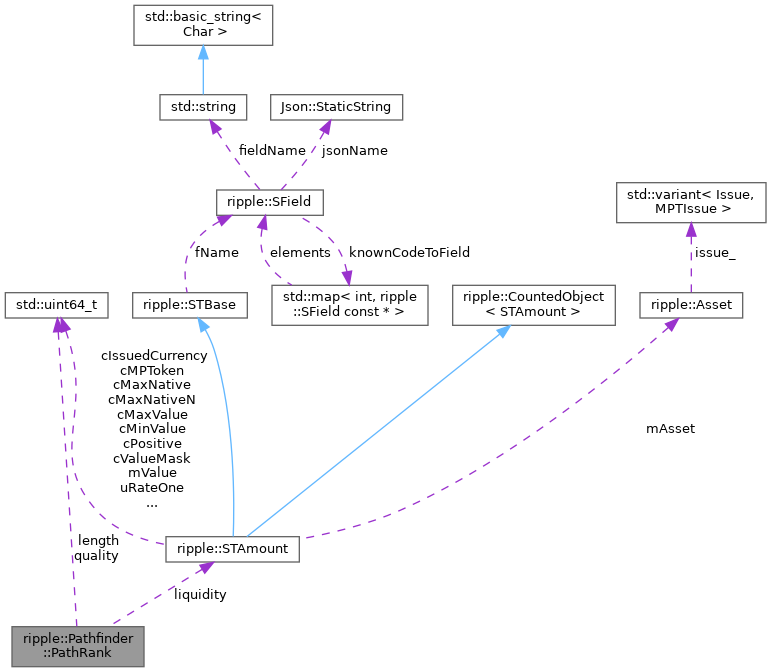 std::basic_string<
Char >
std::string
Json::StaticString
fieldName
jsonName
ripple::SField
std::variant< Issue,
MPTIssue >
fName
elements
knownCodeToField
issue_
std::uint64_t
ripple::STBase
std::map< int, ripple
::SField const * >
ripple::CountedObject
< STAmount >
ripple::Asset
cIssuedCurrency
cMPToken
cMaxNative
cMaxNativeN
cMaxValue
cMinValue
cPositive
cValueMask
mValue
uRateOne
...
mAsset
length
quality
ripple::STAmount
liquidity
ripple::Pathfinder
::PathRank